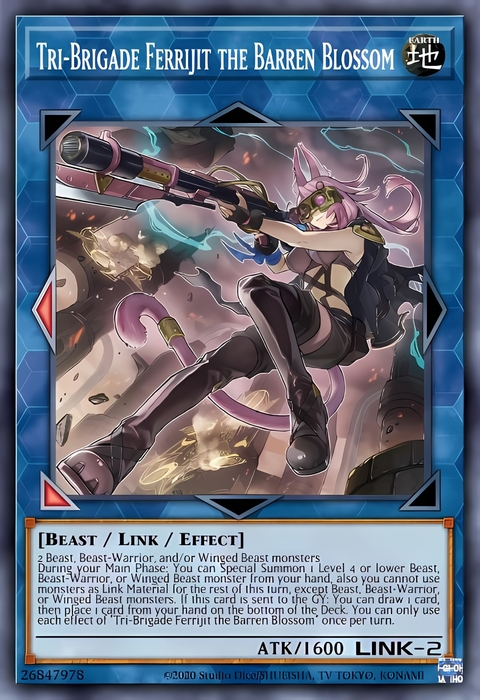 Tri-Brigade Ferrijit the Barren Blossom
EARTH
地
[Beast / Link / Effect]
2 Beast, Beast-Warrior, and/or Winged Beast monsters
During your Main Phase: You can Special Summon 1 Level 4 or lower Beast,
Beast-Warrior, or Winged Beast monster from your hand, also you cannot use
monsters as Link Material for the rest of this turn, except Beast, Beast-Warrior,
or Winged Beast monsters. If this card is sent to the GY: You can draw 1 card,
then place 1 card from your hand on the bottom of the Deck. You can only use
each effect of "Tri-Brigade Ferrijit the Barren Blossom" once per turn.
ATK/1600 LINK-2
26847978 ©2020 Studio Dice/SHUEISHA, TV TOKYO, KONAMI